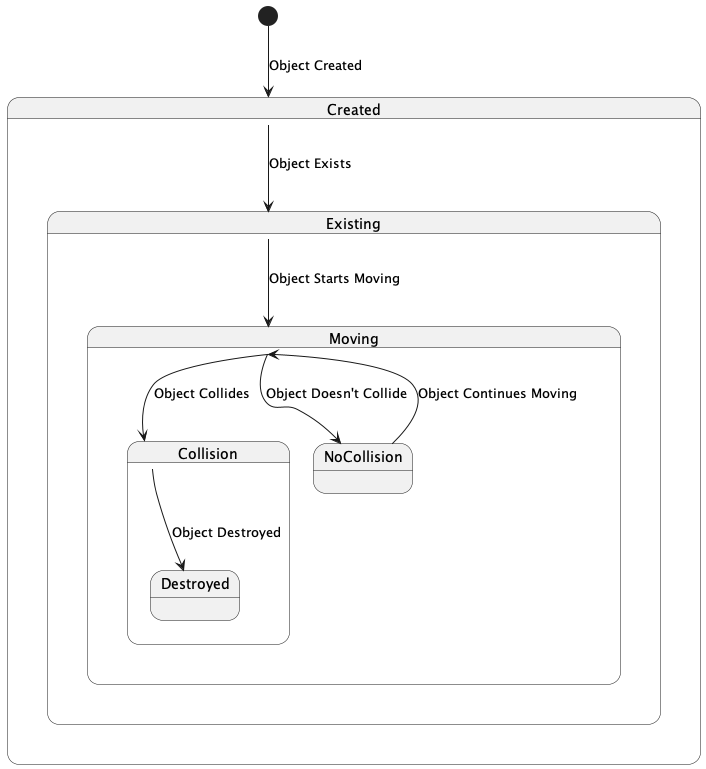 Object Created
Created
Object Exists
Existing
Object Starts Moving
Moving
Object Collides
Object Doesn't Collide
Object Continues Moving
Collision
NoCollision
Object Destroyed
Destroyed